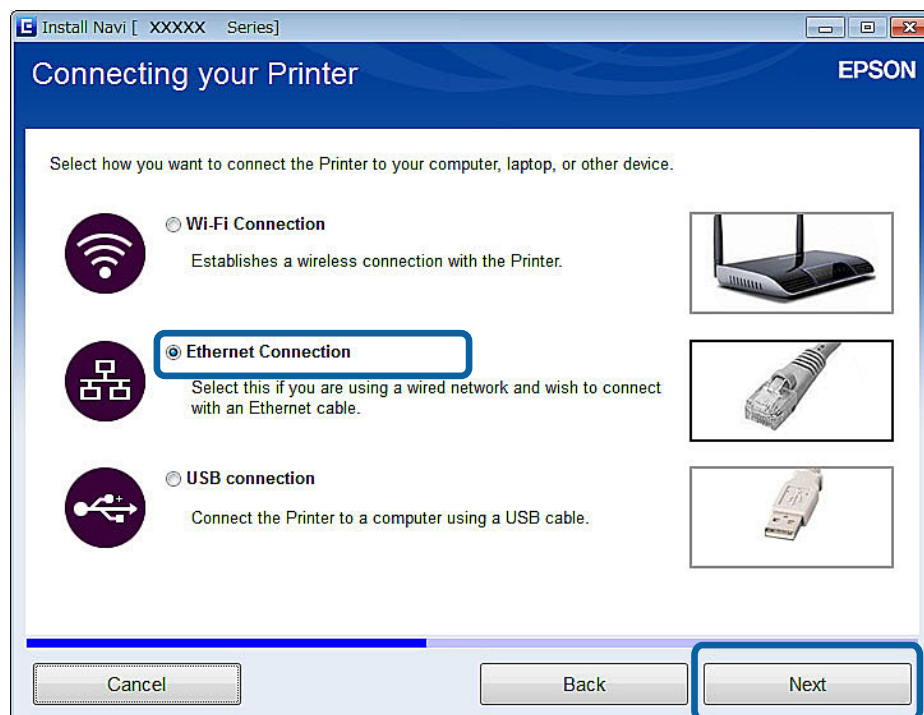 Install Navi [ XXXXX Series]
Connecting your Printer
EPSON
Select how you want to connect the Printer to your computer, laptop, or other device.
Wi-Fi Connection
Establishes a wireless connection with the Printer.
Ethernet Connection
Select this if you are using a wired network and wish to connect
with an Ethernet cable.
USB connection
Connect the Printer to a computer using a USB cable.
Cancel
Back
Next